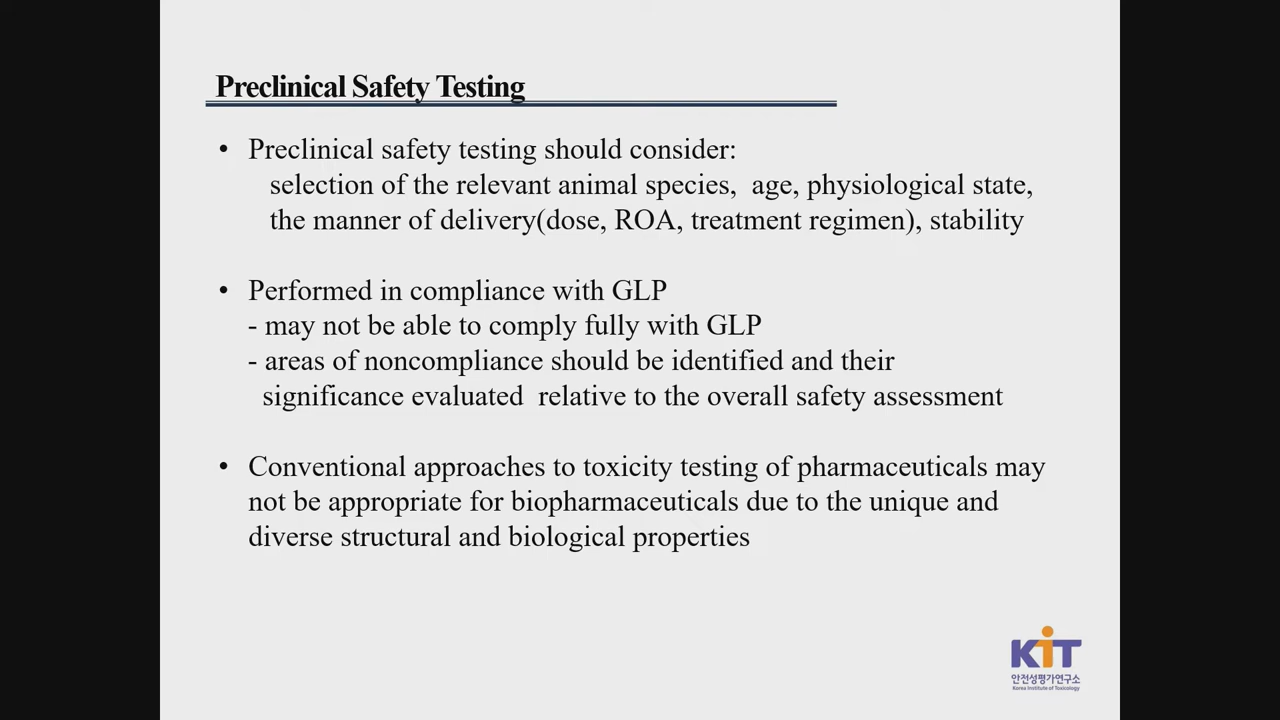 Preclinical Safety Testing
• Preclinical safety testing should consider:
selection of the relevant animal species, age, physiological state,
the manner of delivery(dose, ROA, treatment regimen), stability
• Performed in compliance with GLP
- may not be able to comply fully with GLP
- areas of noncompliance should be identified and their
significance evaluated relative to the overall safety assessment
• Conventional approaches to toxicity testing of pharmaceuticals may
not be appropriate for biopharmaceuticals due to the unique and
diverse structural and biological properties
KiT
안전성평가연구소
Korea Institute of Toxicology